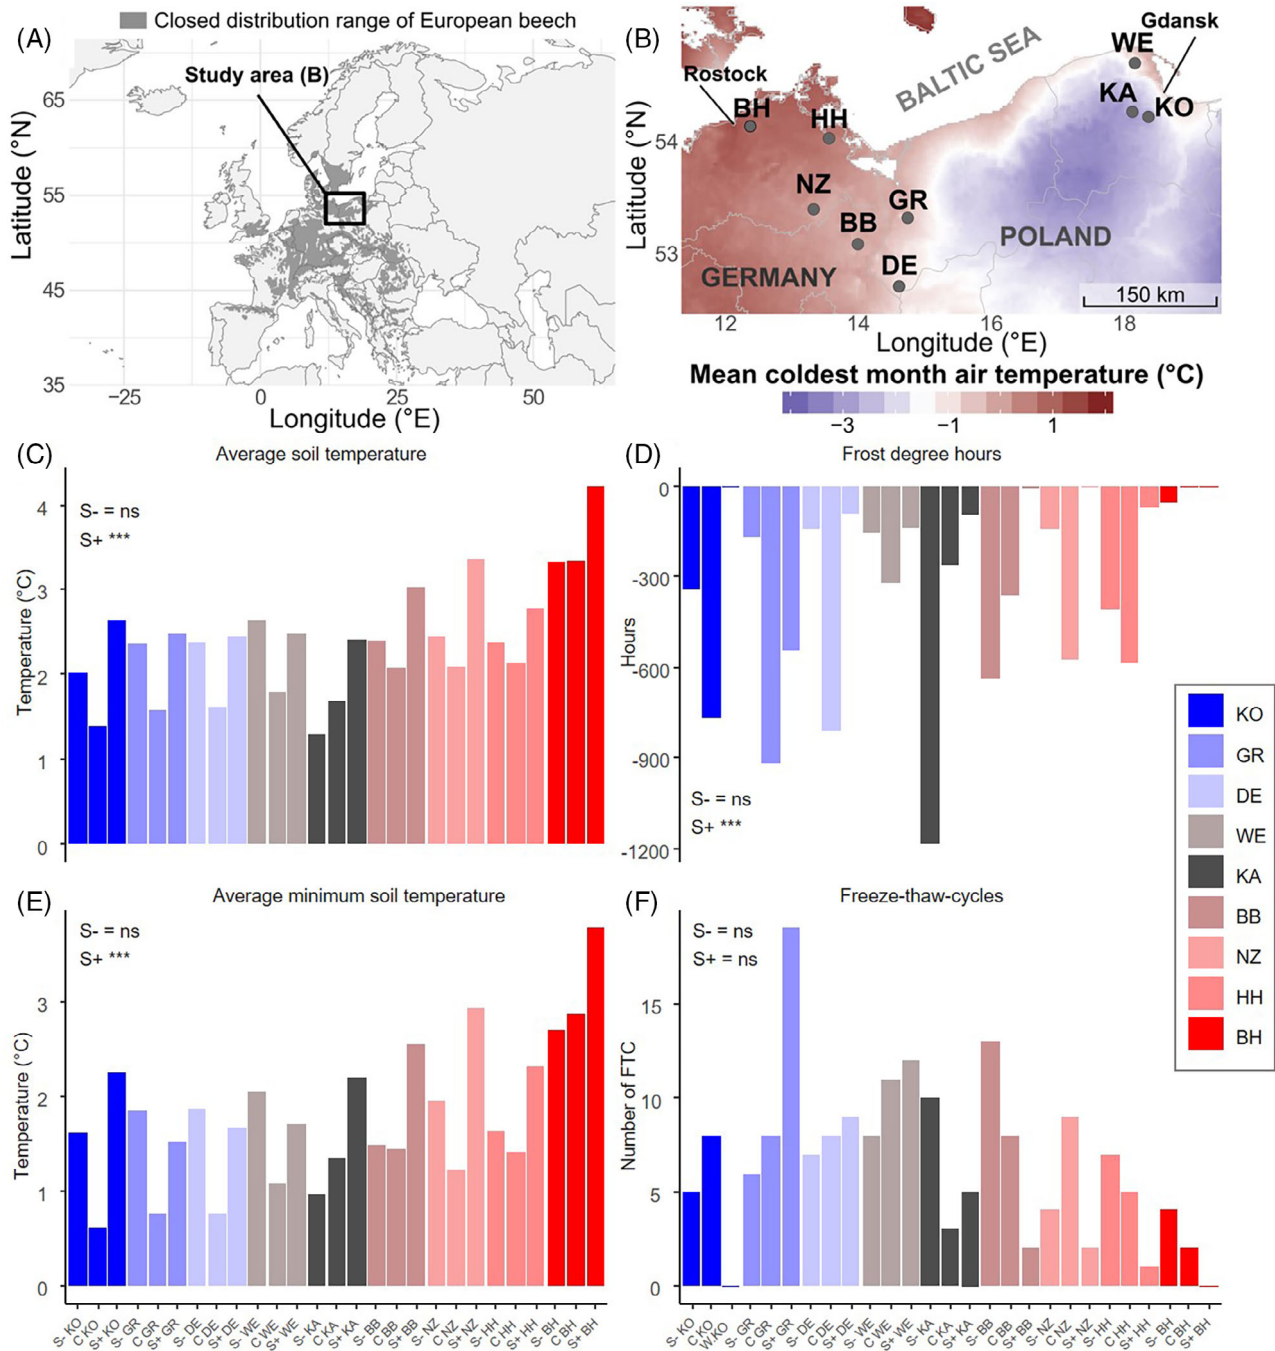 (A)
Closed distribution range of European beech
Study area (B)
65
55
45
35
Latitude (°N)
−25
0
25
50
Longitude (°E)
(B)
Gdansk
WE
Rostock
BALTIC SEA
KA
KO
BH
HH
54
NZ
GR
BB
POLAND
53
DE
GERMANY
150 km
Latitude (°N)
12
14
16
18
Longitude (°E)
Mean coldest month air temperature (°C)
−3
−1
1
(C)
Average soil temperature
S- = ns
S+ ***
4
3
2
1
0
Temperature (°C)
(D)
Frost degree hours
0
-300
-600
-900
-1200
Hours
S- = ns
S+ ***
KO
GR
DE
WE
KA
BB
NZ
HH
BH
(E)
Average minimum soil temperature
S- = ns
S+ ***
3
2
1
0
Temperature (°C)
S- KO
C KO
S+ KO
S- GR
C GR
S+ GR
S- DE
C DE
S+ DE
S- WE
C WE
S+ WE
S- KA
C KA
S+ KA
S- BB
C BB
S+ BB
S- NZ
C NZ
S+ NZ
S- HH
C HH
S+ HH
S- BH
C BH
S+ BH
(F)
Freeze-thaw-cycles
S- = ns
S+ = ns
15
10
5
0
Number of FTC
S- KO
C KO
W.KO
S- GR
C GR
S+ GR
S- DE
C DE
S+ DE
S- WE
C WE
S+ WE
S- KA
C KA
S+ KA
S- BB
C BB
S+ BB
S- NZ
C NZ
S+ NZ
S- HH
C HH
S+ HH
S- BH
C BH
S+ BH